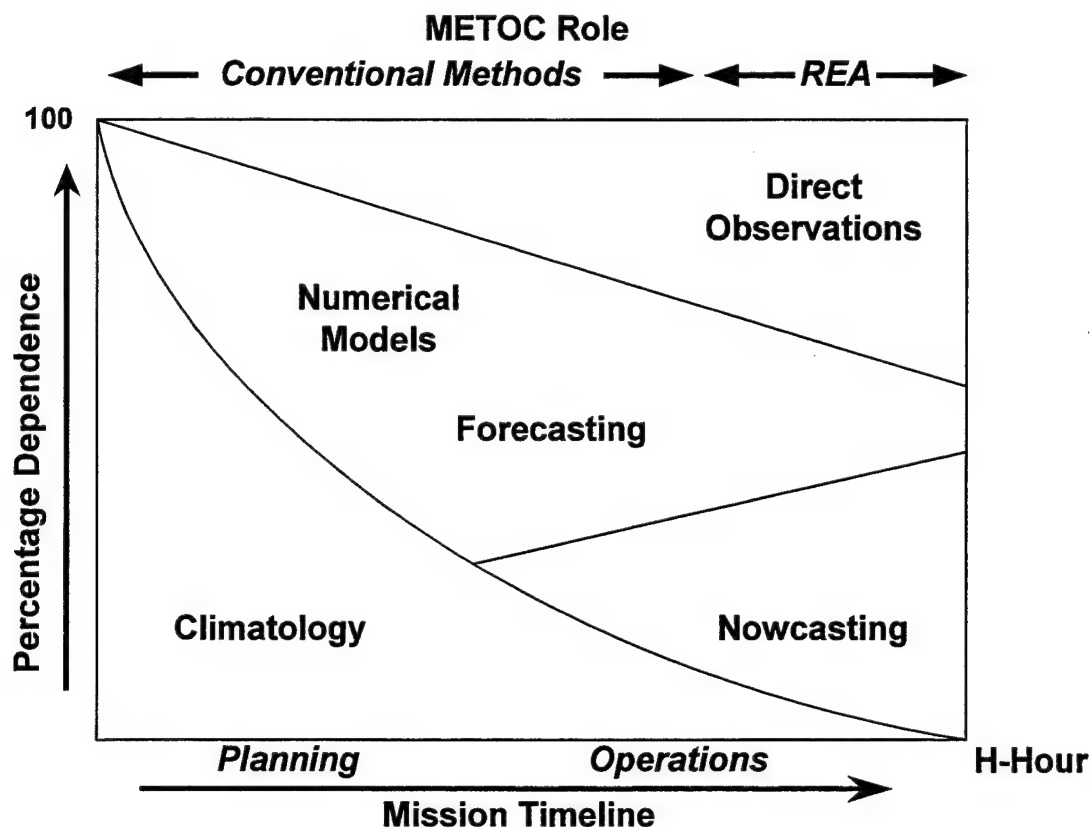 METOC Role
Conventional Methods REA
100
Direct
Observations
Numerical
Models
Forecasting
Percentage Dependence
Climatology
Nowcasting
Planning Operations H-Hour
Mission Timeline